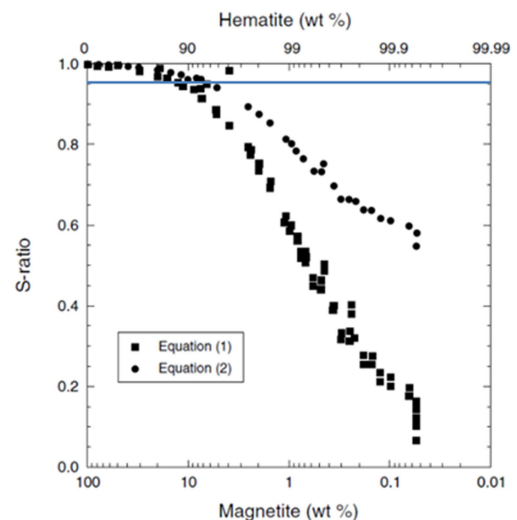 Hematite (wt %)
0 90 99 99.9 99.99
1.0
0.8
0.6
0.4
0.2
0.0
S-ratio
Equation (1)
Equation (2)
100 10 1 0.1 0.01
Magnetite (wt %)